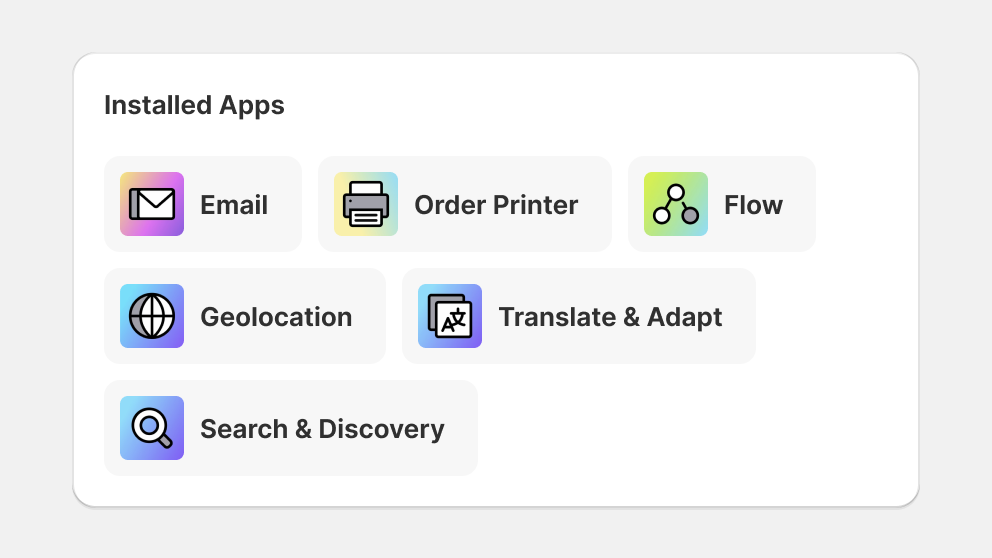 Installed Apps
Email
Order Printer
Flow
Geolocation
Translate & Adapt
Search & Discovery